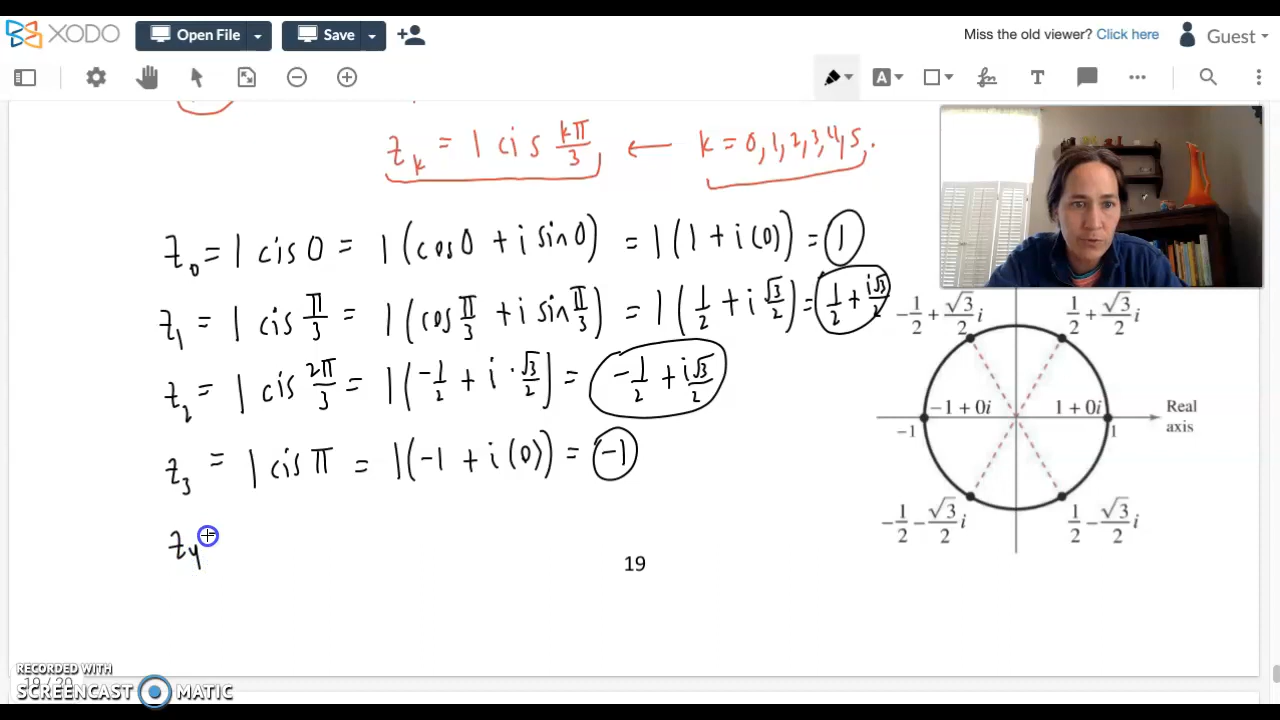 XODO Open File Save Miss the old viewer? Click here Guest
A T
z_k = 1 cis kπ/3 ← k = 0, 1, 2, 3, 4, 5.
z_0 = 1 cis 0 = 1(cos 0 + i sin 0) = 1(1 + i(0)) = 1
z_1 = 1 cis π/3 = 1(cos π/3 + i sin π/3) = 1(1/2 + i √3/2) = 1/2 + i√3/2
z_2 = 1 cis 2π/3 = 1(-1/2 + i · √3/2) = -1/2 + i√3/2
z_3 = 1 cis π = 1(-1 + i(0)) = -1
z_4
-1/2 + √3/2 i 1/2 + √3/2 i
-1 + 0i 1 + 0i Real
-1 1 axis
-1/2 - √3/2 i 1/2 - √3/2 i
19
RECORDED WITH
19 / 20
SCREENCAST MATIC